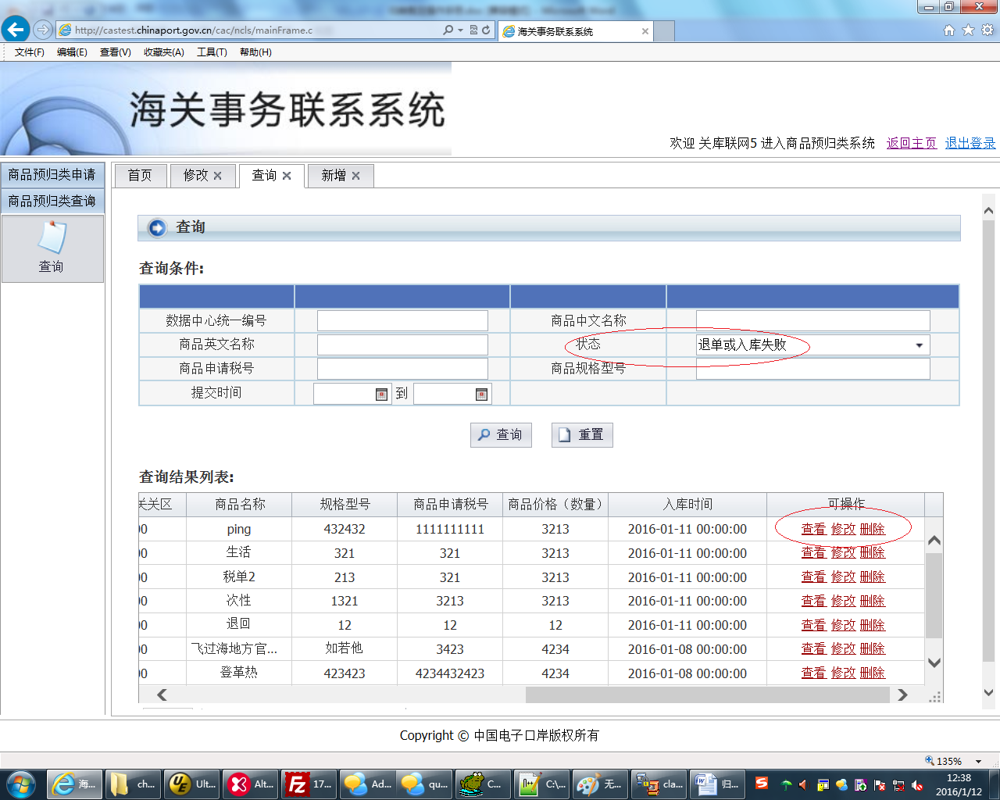 http://castest.chinaport.gov.cn/cac/ncls/mainFrame.c
海关事务联系系统
文件(F) 编辑(E) 查看(V) 收藏夹(A) 工具(T) 帮助(H)
海关事务联系系统
欢迎 关库联网5 进入商品预归类系统 返回主页 退出登录
商品预归类申请
商品预归类查询
查询
首页 修改 查询 新增
查询
查询条件:
数据中心统一编号 商品中文名称
商品英文名称 状态 退单或入库失败
商品申请税号 商品规格型号
提交时间 到
查询 重置
查询结果列表:
关关区 商品名称 规格型号 商品申请税号 商品价格（数量） 入库时间 可操作
00 ping 432432 1111111111 3213 2016-01-11 00:00:00 查看 修改 删除
00 生活 321 321 3213 2016-01-11 00:00:00 查看 修改 删除
00 税单2 213 321 3213 2016-01-11 00:00:00 查看 修改 删除
00 次性 1321 3213 3213 2016-01-11 00:00:00 查看 修改 删除
00 退回 12 12 12 2016-01-11 00:00:00 查看 修改 删除
00 飞过海地方官... 如若他 3423 4234 2016-01-08 00:00:00 查看 修改 删除
00 登革热 423423 4234432423 4234 2016-01-08 00:00:00 查看 修改 删除
Copyright © 中国电子口岸版权所有
135%
海... ch... Ult... Alt... 17... Ad... qu... C... C:\... 无... cla... 归...
12:38
2016/1/12